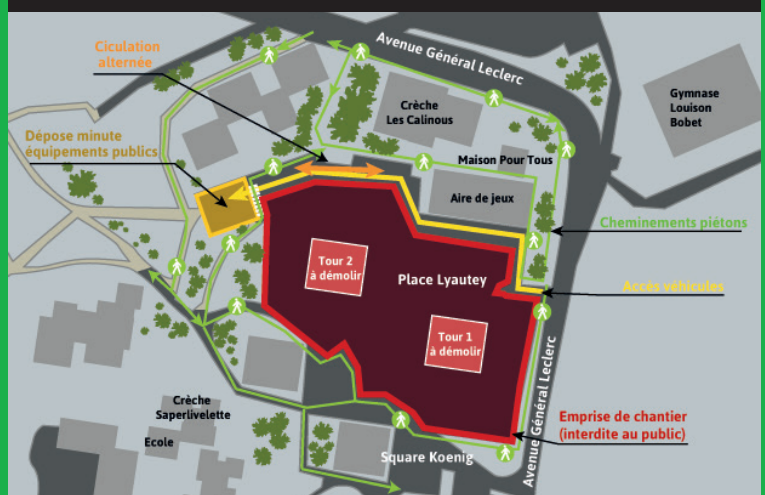 Ciculation
alternée
Avenue Général Leclerc
Gymnase
Louison
Bobet
Crèche
Les Calinous
Dépose minute
équipements publics
Maison Pour Tous
Aire de jeux
Cheminements piétons
Tour 2
à démolir
Place Lyautey
Accès véhicules
Tour 1
à démolir
Avenue Général Leclerc
Crèche
Saperlivelette
Ecole
Emprise de chantier
(interdite au public)
Square Koenig